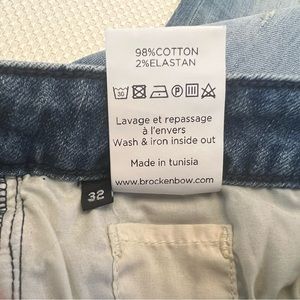 98%COTTON
2%ELASTAN
30
P
Lavage et repassage
à l'envers
Wash & iron inside out
Made in tunisia
www.brockenbow.com
32